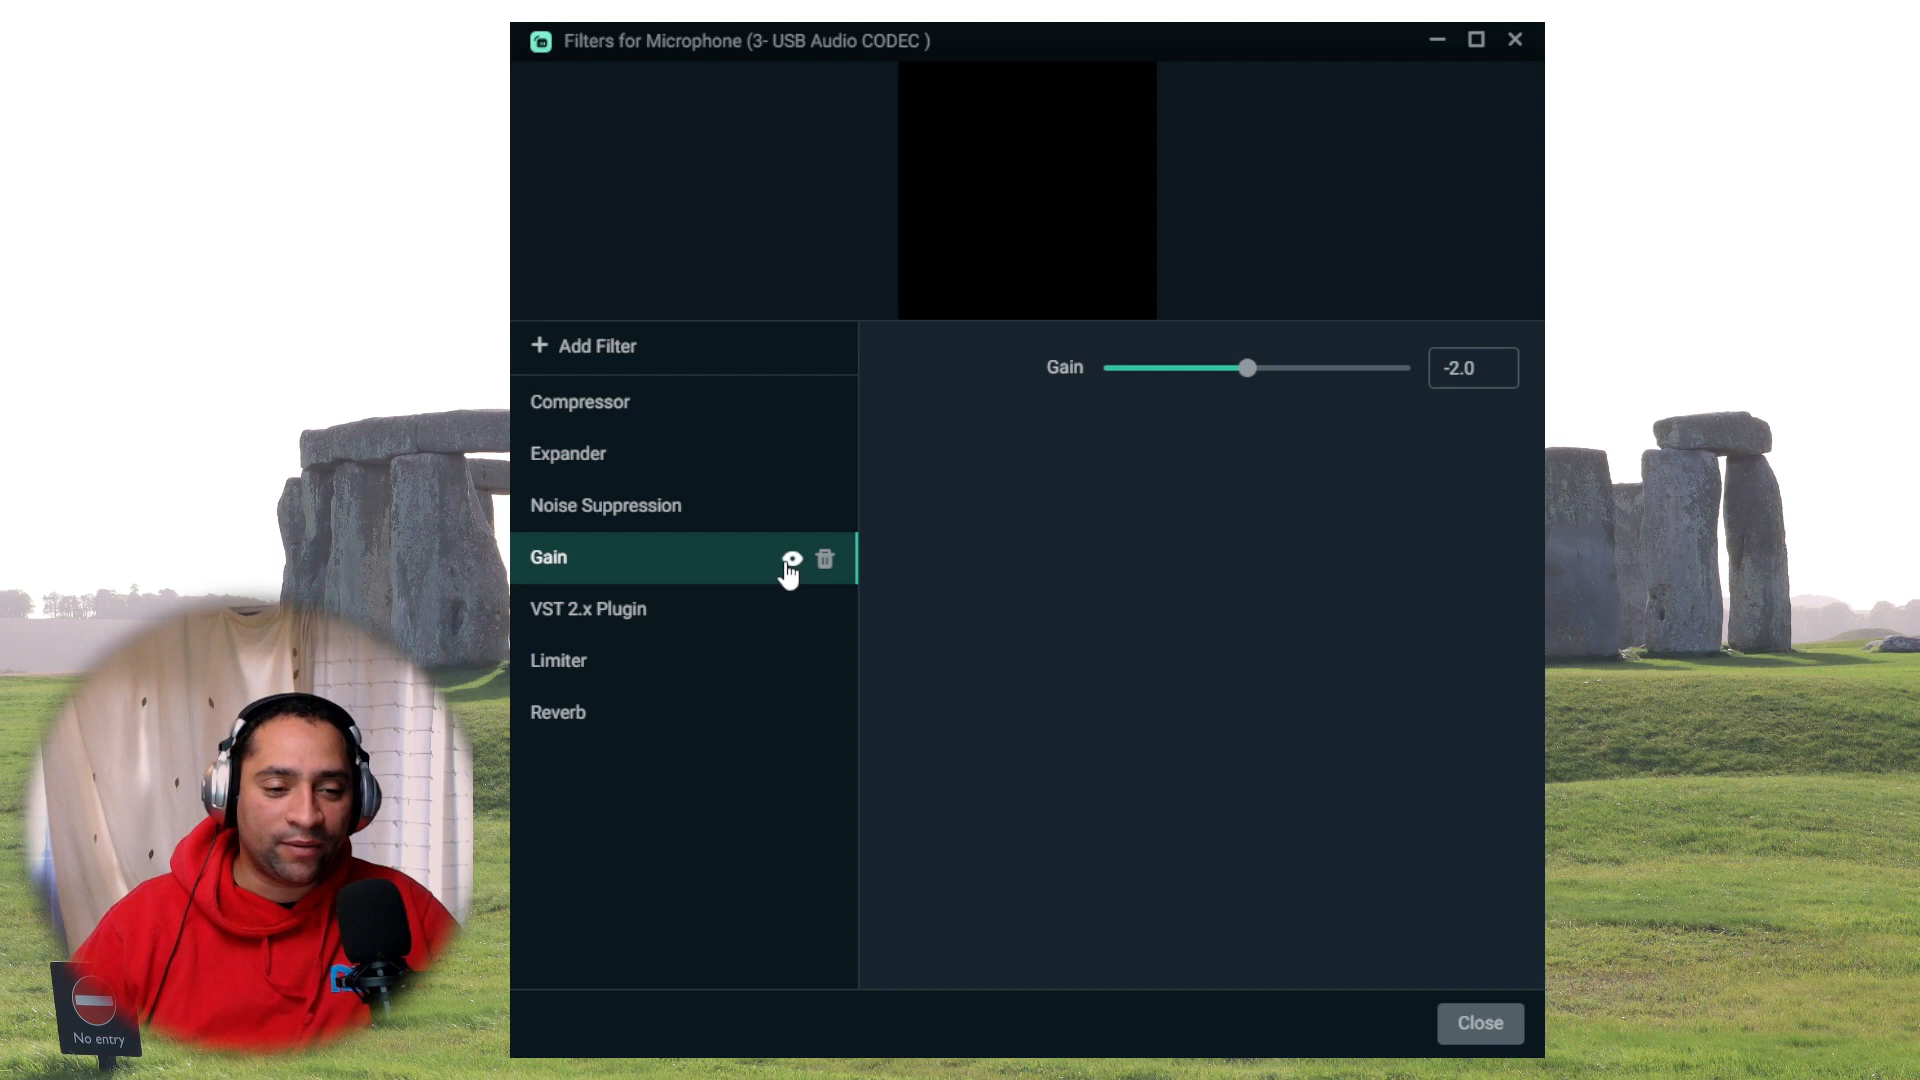 Filters for Microphone (3- USB Audio CODEC )
Add Filter
Gain
-2.0
Compressor
Expander
Noise Suppression
Gain
VST 2.x Plugin
Limiter
Reverb
Close
No entry